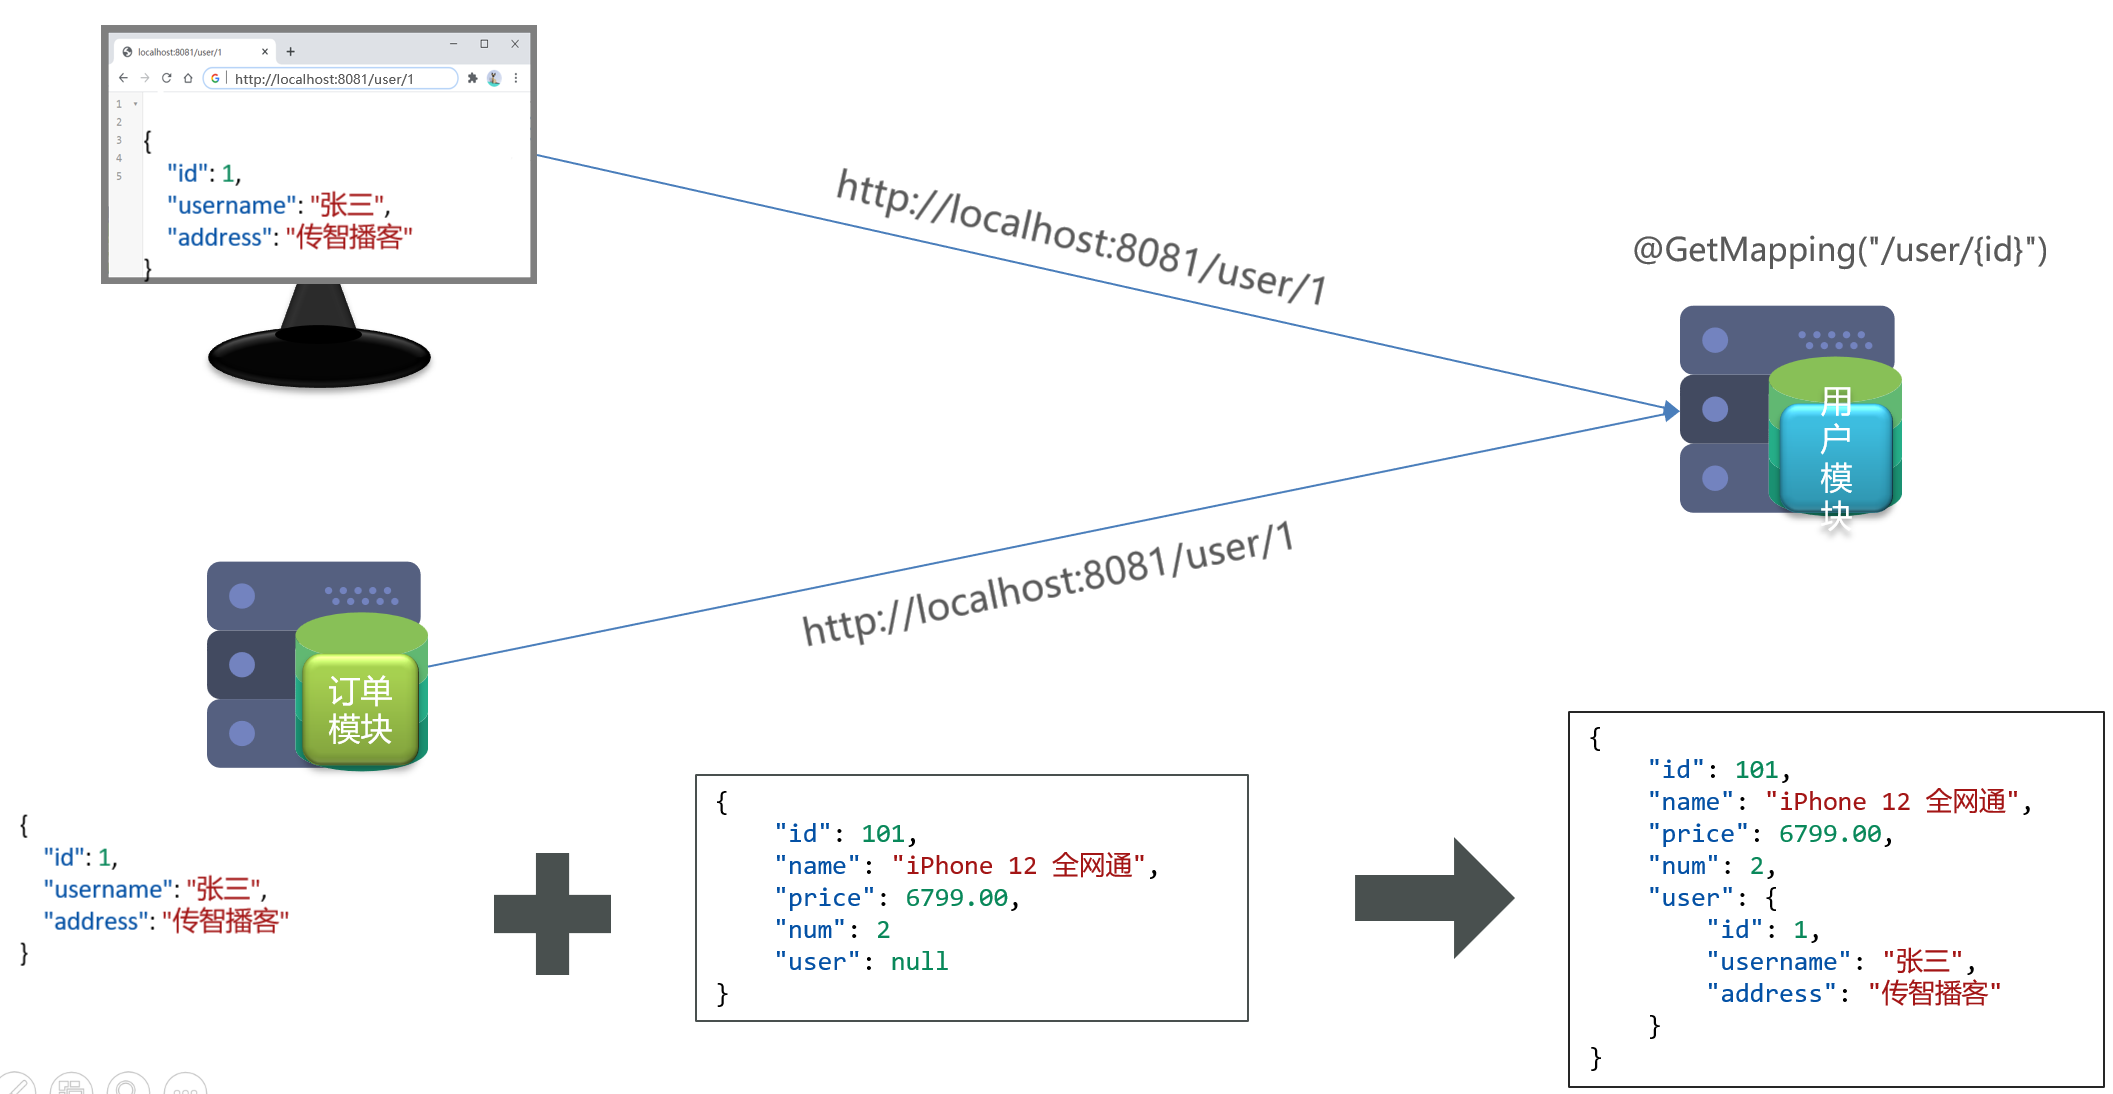 localhost:8081/user/1
http://localhost:8081/user/1
1
2
3
4
5
{
"id": 1,
"username": "张三",
"address": "传智播客"
}
http://localhost:8081/user/1
@GetMapping("/user/{id}")
用
户
模
块
http://localhost:8081/user/1
订单
模块
{
"id": 1,
"username": "张三",
"address": "传智播客"
}
{
"id": 101,
"name": "iPhone 12 全网通",
"price": 6799.00,
"num": 2
"user": null
}
{
"id": 101,
"name": "iPhone 12 全网通",
"price": 6799.00,
"num": 2,
"user": {
"id": 1,
"username": "张三",
"address": "传智播客"
}
}